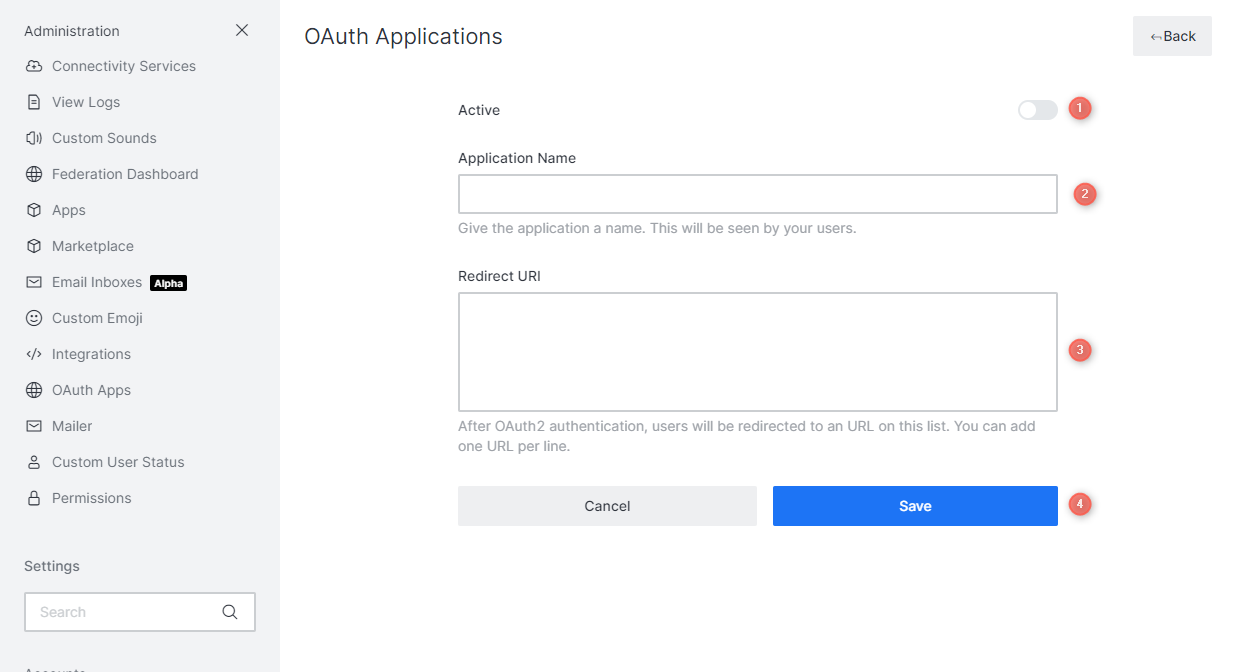 Administration
Connectivity Services
View Logs
Custom Sounds
Federation Dashboard
Apps
Marketplace
Email Inboxes Alpha
Custom Emoji
Integrations
OAuth Apps
Mailer
Custom User Status
Permissions
Settings
Search
Accounts
OAuth Applications
Back
Active
1
Application Name
2
Give the application a name. This will be seen by your users.
Redirect URI
3
After OAuth2 authentication, users will be redirected to an URL on this list. You can add
one URL per line.
Cancel
Save
4